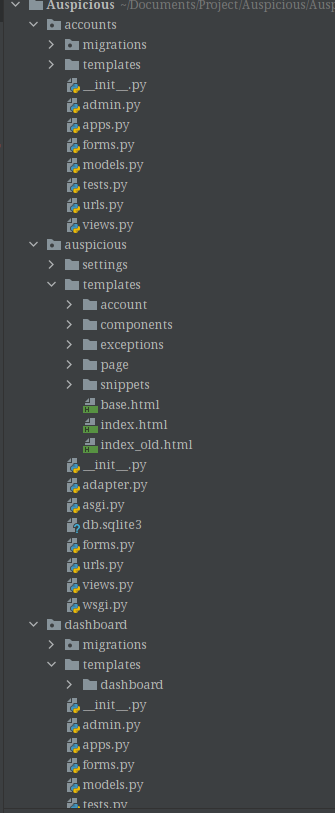 Auspicious ~/Documents/Project/Auspicious/Ausp
accounts
migrations
templates
__init__.py
admin.py
apps.py
forms.py
models.py
tests.py
urls.py
views.py
auspicious
settings
templates
account
components
exceptions
page
snippets
base.html
index.html
index_old.html
__init__.py
adapter.py
asgi.py
db.sqlite3
forms.py
urls.py
views.py
wsgi.py
dashboard
migrations
templates
dashboard
__init__.py
admin.py
apps.py
forms.py
models.py
tests.py